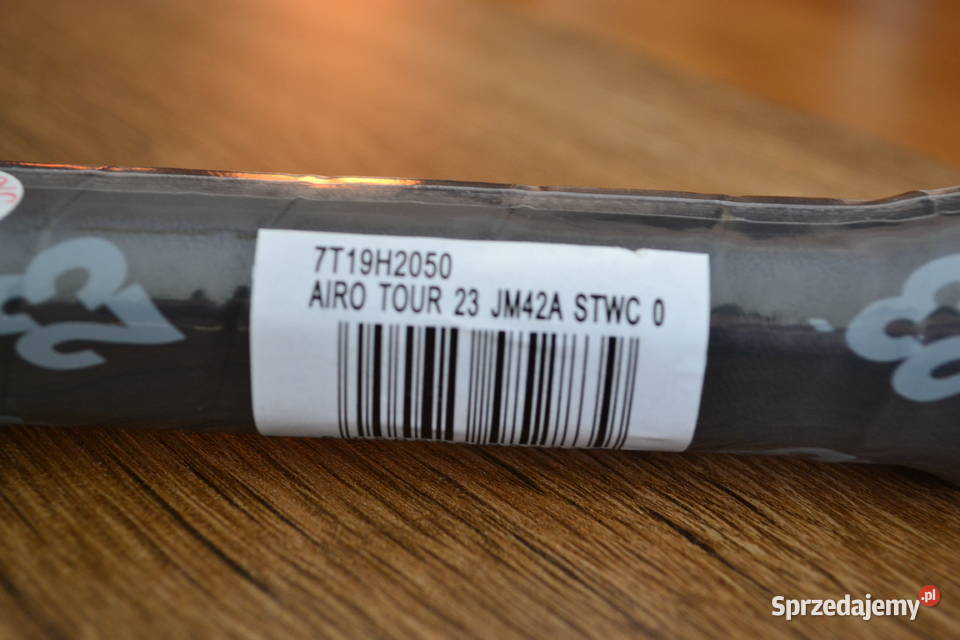 7T19H2050
AIRO TOUR 23 JM42A STWC 0
Sprzedajemy.pl